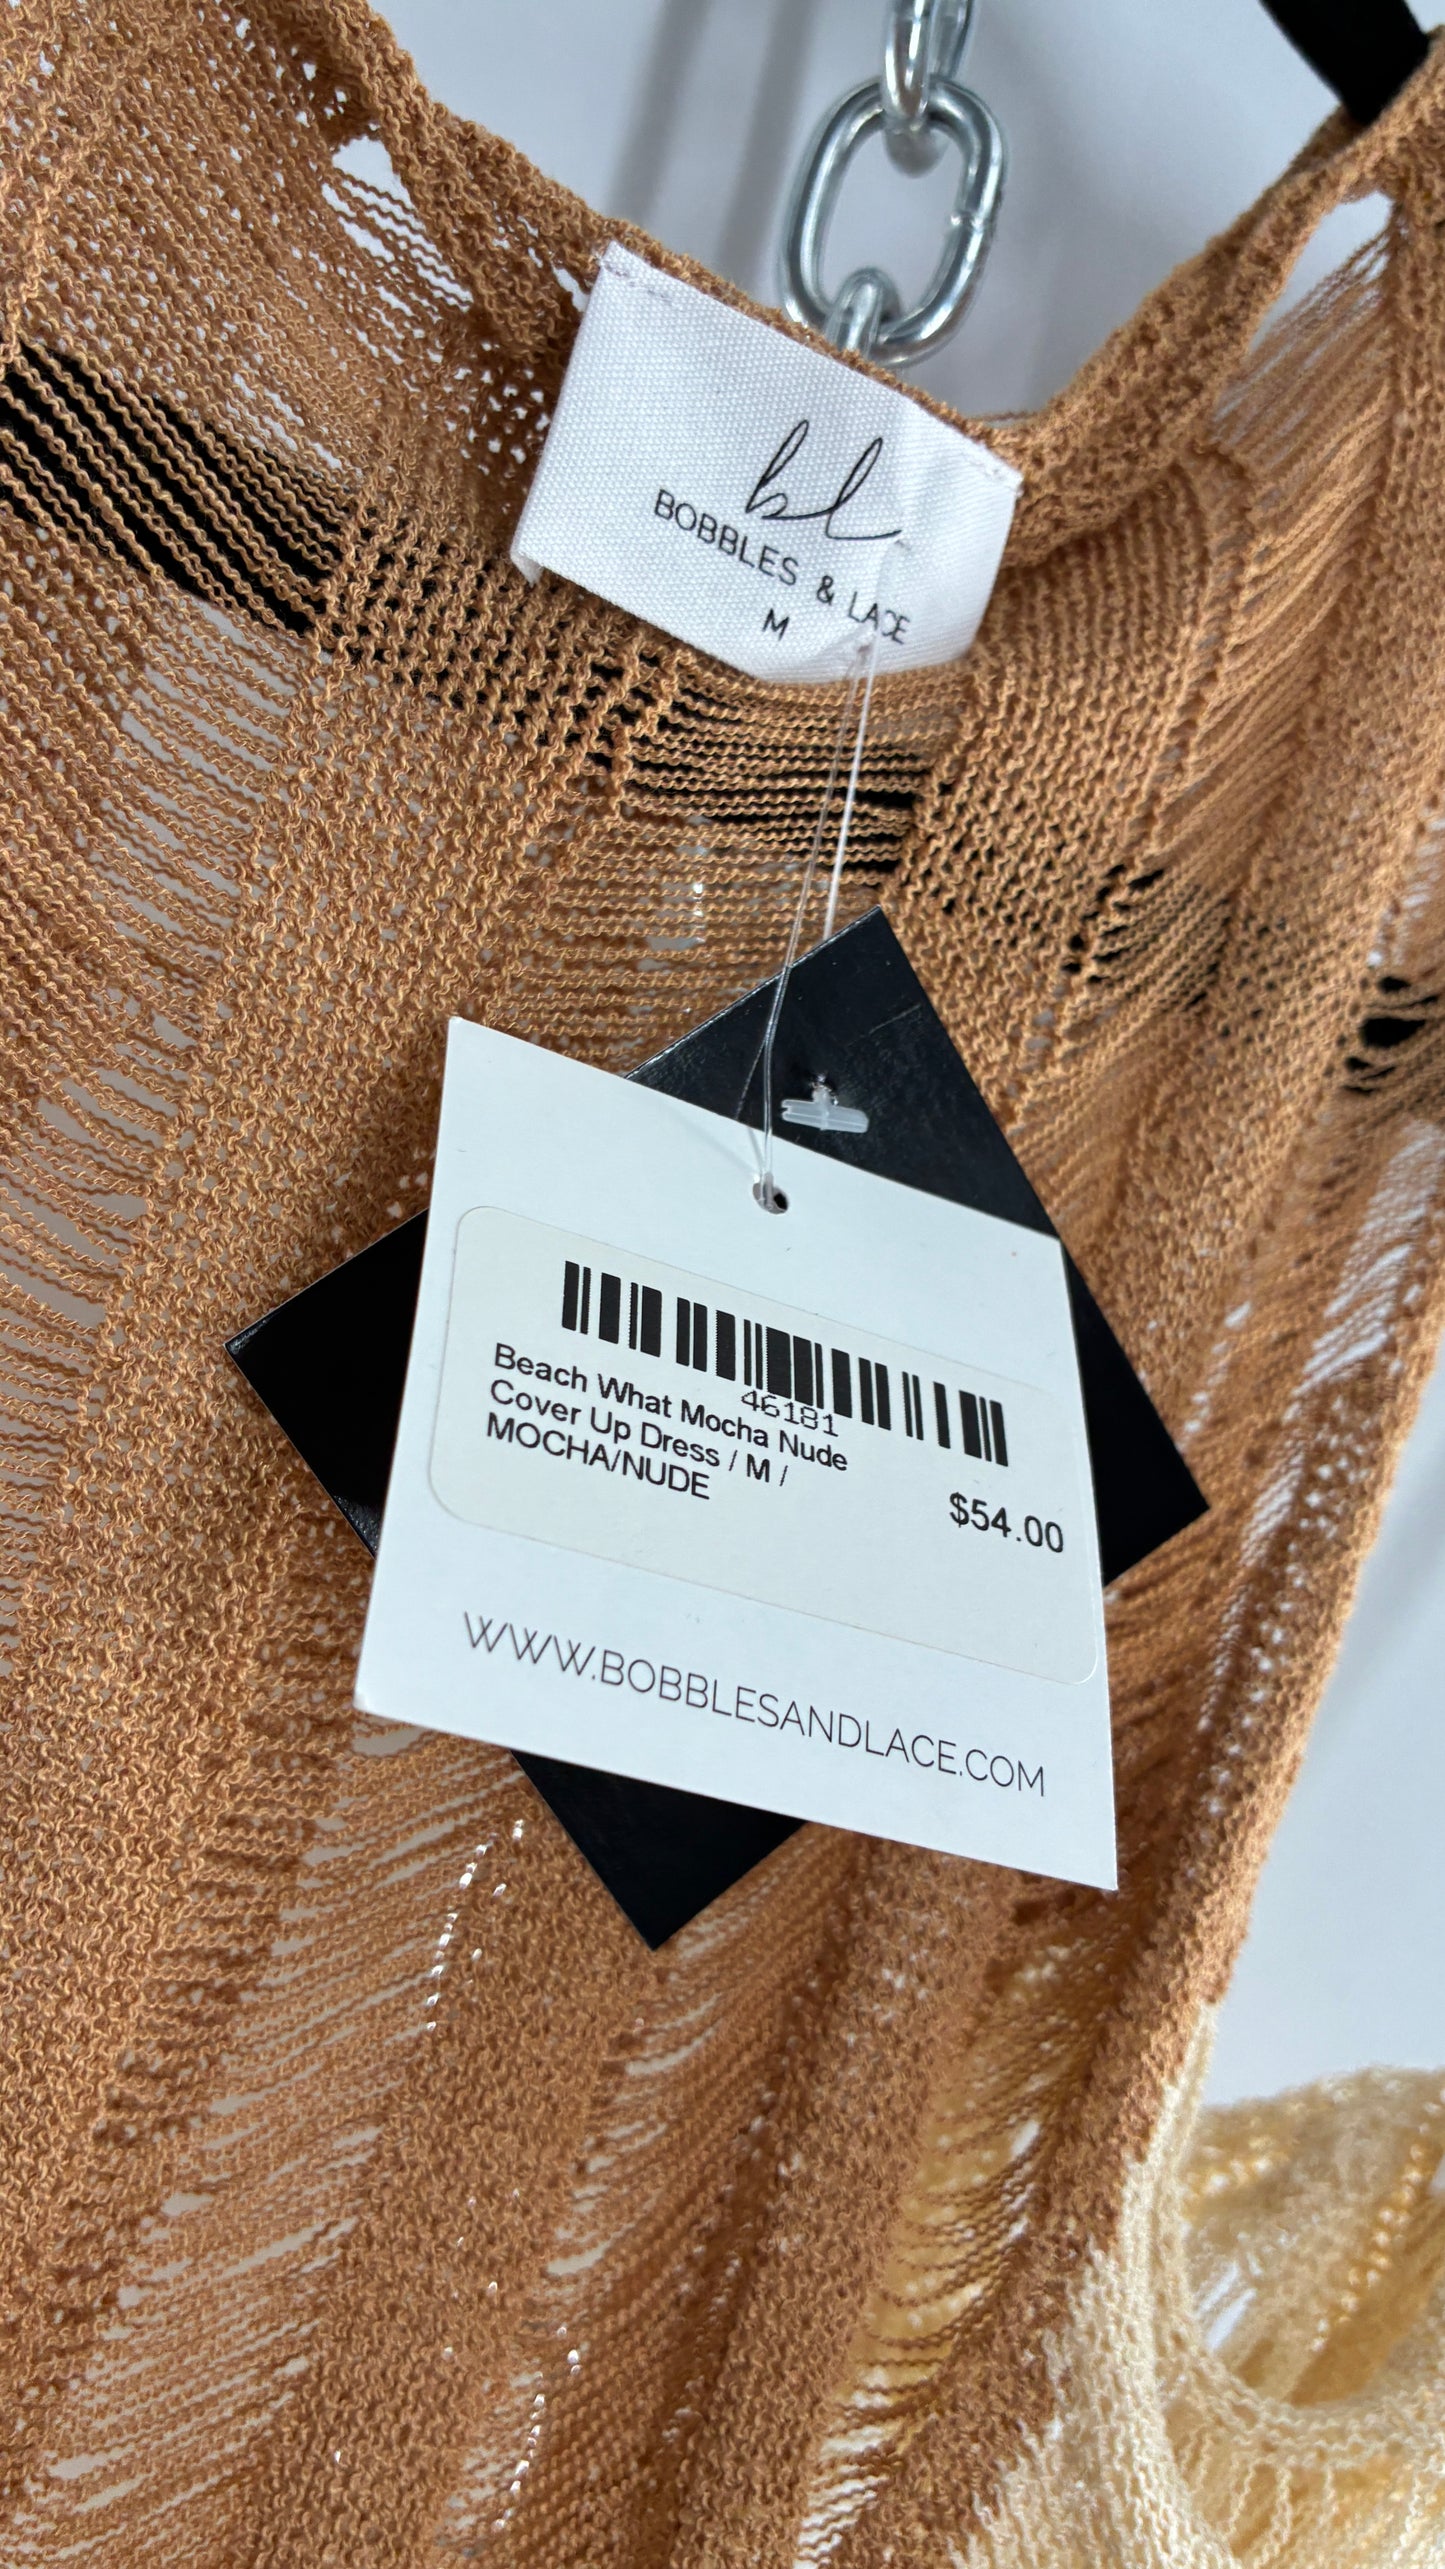 bl
BOBBLES & LACE
M
46181
Beach What Mocha Nude
Cover Up Dress / M /
MOCHA/NUDE
$54.00
WWW.BOBBLESANDLACE.COM